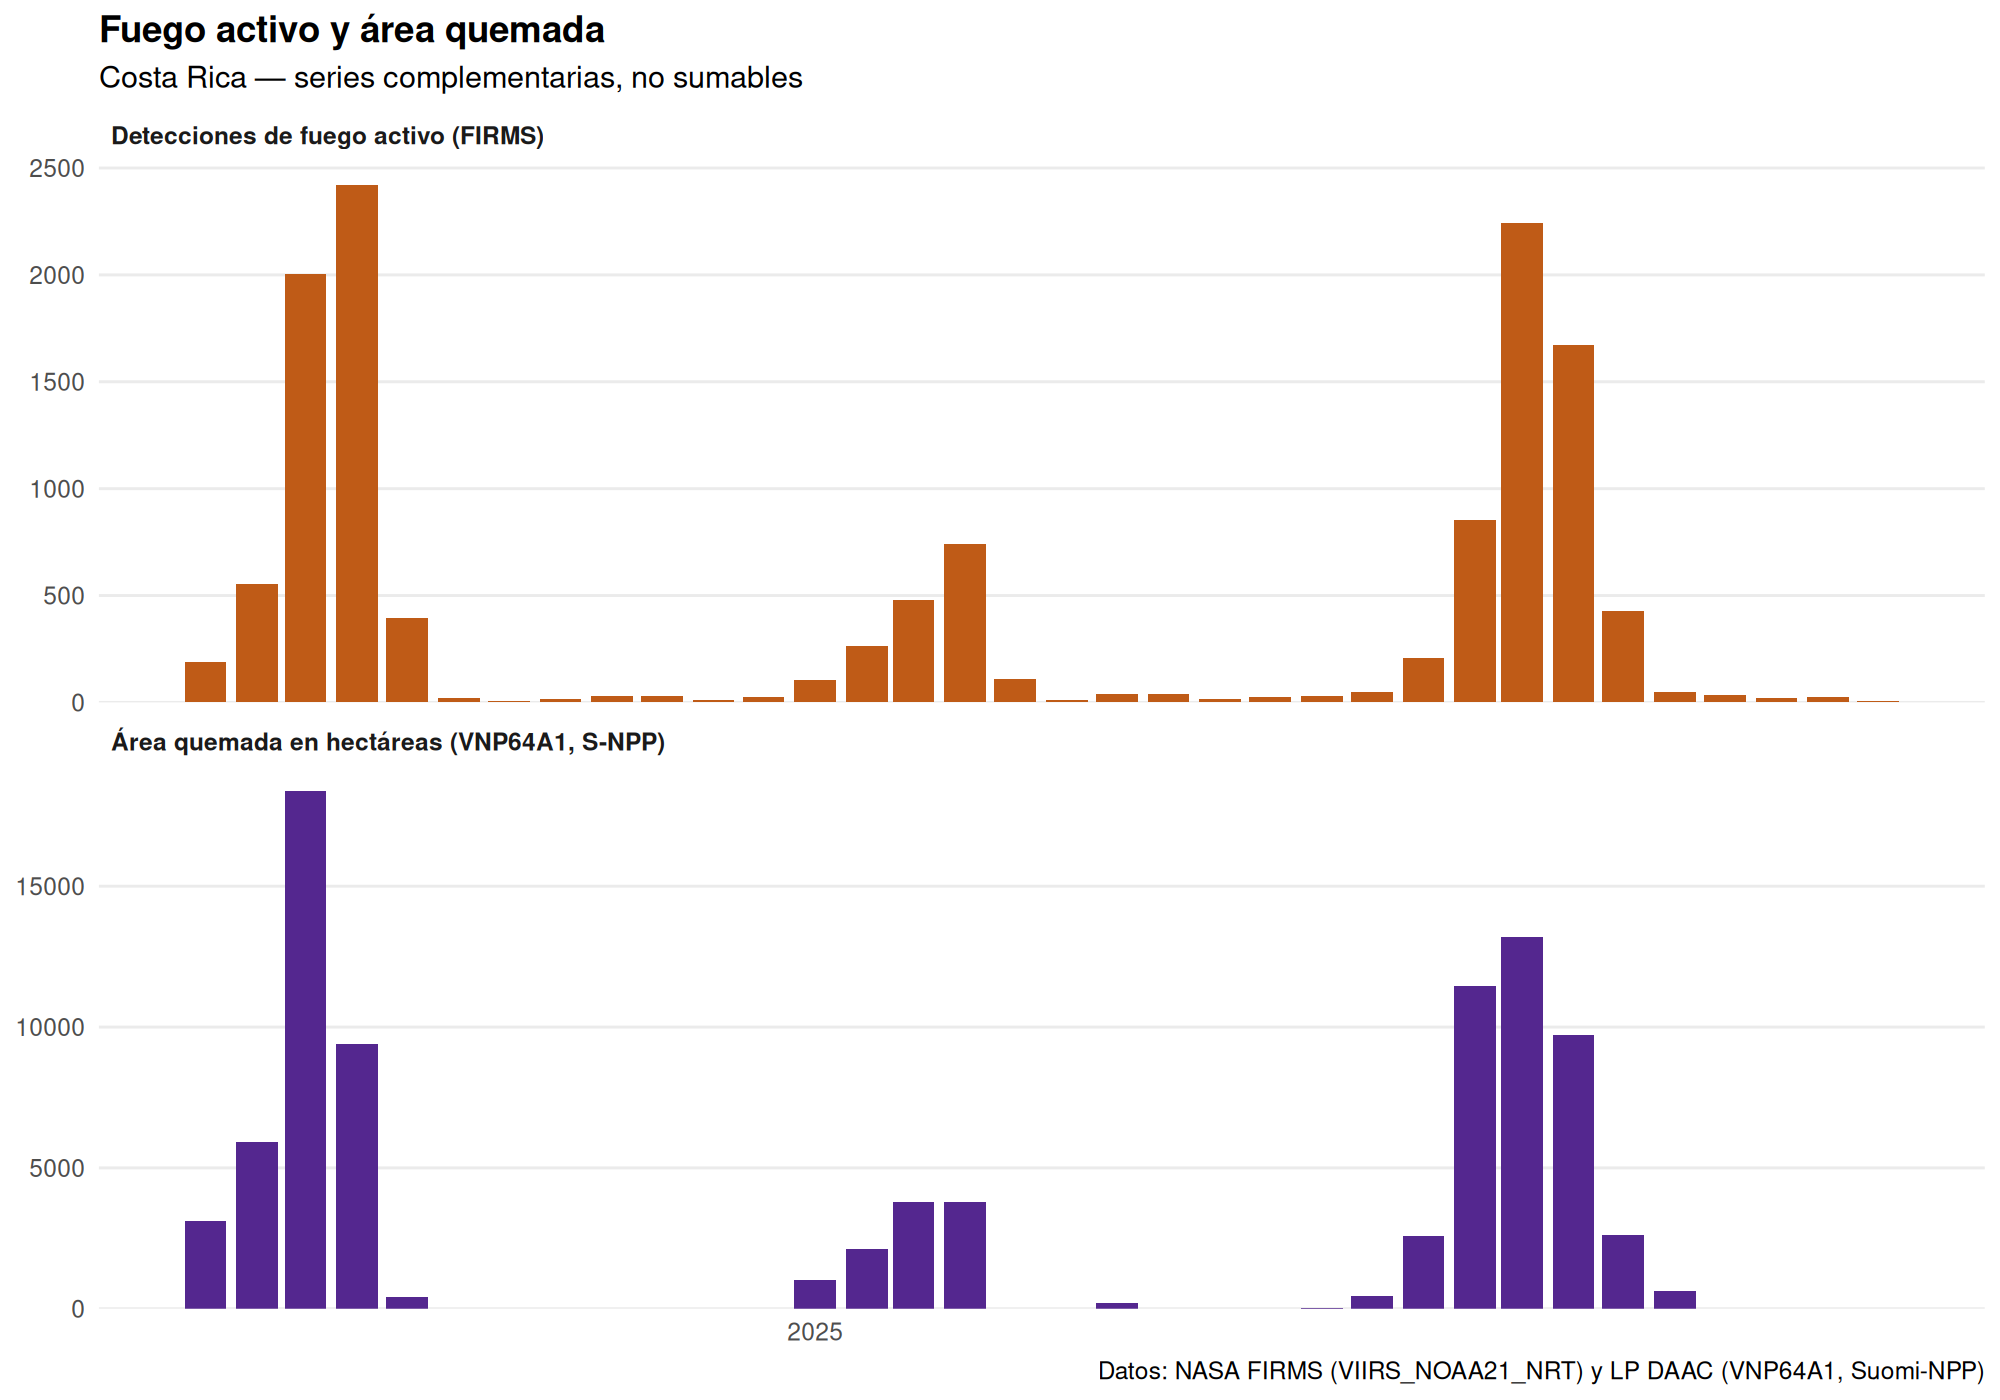 Fuego activo y área quemada
Costa Rica — series complementarias, no sumables
Detecciones de fuego activo (FIRMS)
2500
2000
1500
1000
500
0
Área quemada en hectáreas (VNP64A1, S-NPP)
15000
10000
5000
0
2025
Datos: NASA FIRMS (VIIRS_NOAA21_NRT) y LP DAAC (VNP64A1, Suomi-NPP)